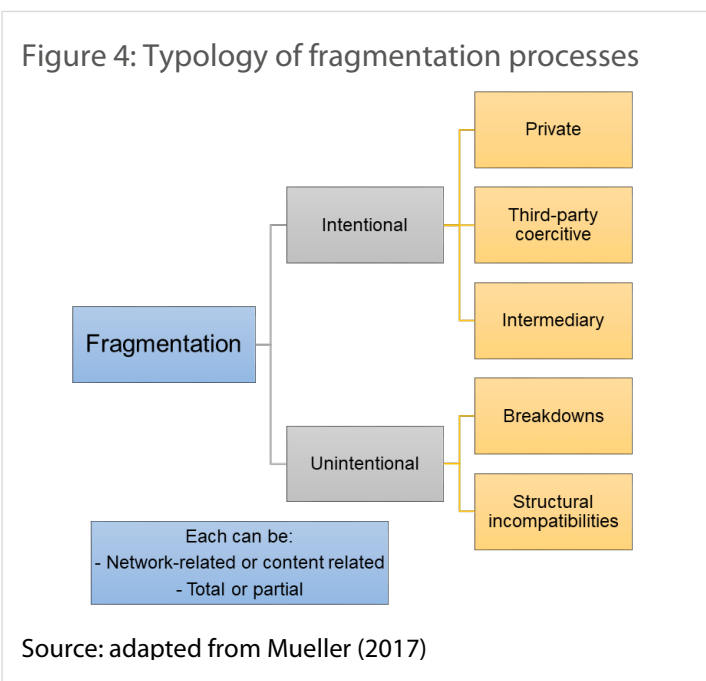 Figure 4: Typology of fragmentation processes
Private
Intentional
Third-party
coercitive
Intermediary
Fragmentation
Breakdowns
Unintentional
Structural
incompatibilities
Each can be:
- Network-related or content related
- Total or partial
Source: adapted from Mueller (2017)